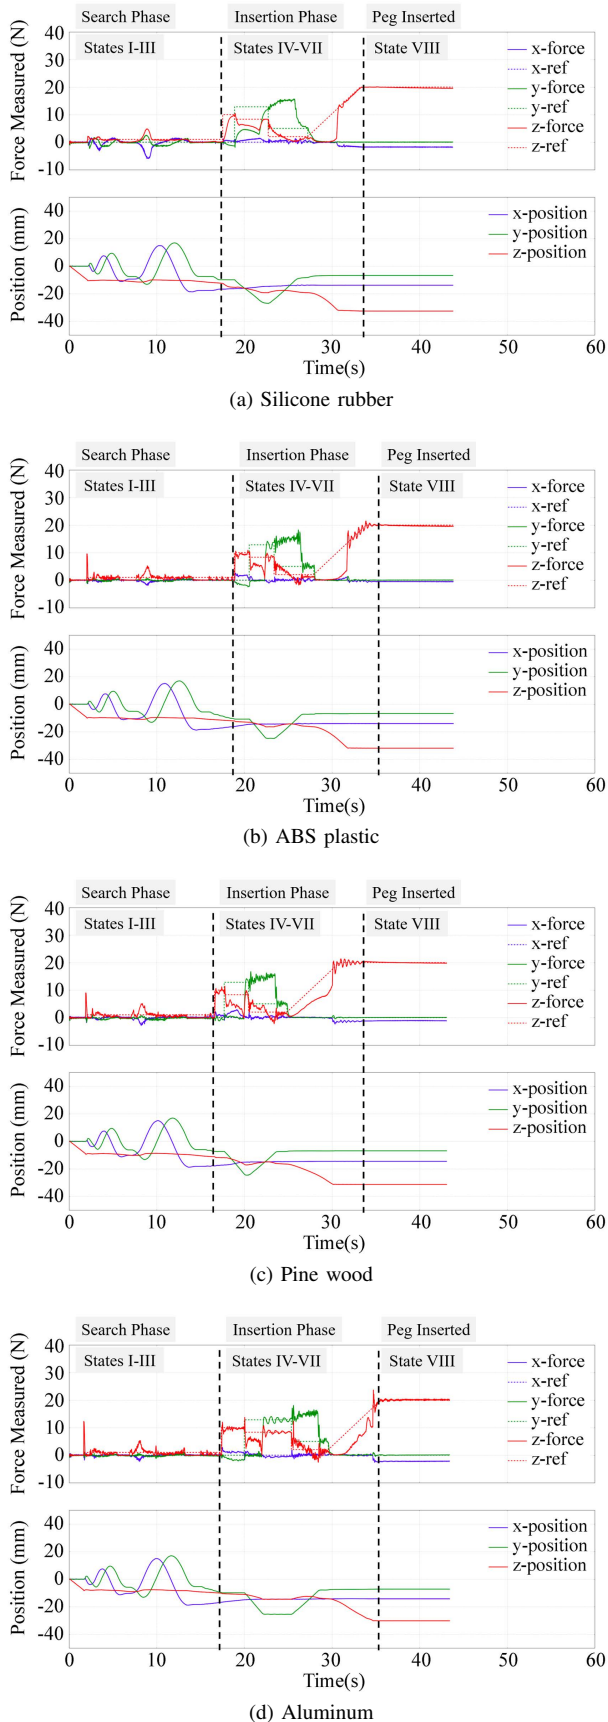 Search Phase Insertion Phase Peg Inserted
States I-III States IV-VII State VIII
Force Measured (N)
40
30
20
10
0
-10
x-force
x-ref
y-force
y-ref
z-force
z-ref
Position (mm)
40
20
0
-20
-40
x-position
y-position
z-position
0 10 20 30 40 50 60
Time(s)
(a) Silicone rubber
Search Phase Insertion Phase Peg Inserted
States I-III States IV-VII State VIII
Force Measured (N)
40
30
20
10
0
-10
x-force
x-ref
y-force
y-ref
z-force
z-ref
Position (mm)
40
20
0
-20
-40
x-position
y-position
z-position
0 10 20 30 40 50 60
Time(s)
(b) ABS plastic
Search Phase Insertion Phase Peg Inserted
States I-III States IV-VII State VIII
Force Measured (N)
40
30
20
10
0
-10
x-force
x-ref
y-force
y-ref
z-force
z-ref
Position (mm)
40
20
0
-20
-40
x-position
y-position
z-position
0 10 20 30 40 50 60
Time(s)
(c) Pine wood
Search Phase Insertion Phase Peg Inserted
States I-III States IV-VII State VIII
Force Measured (N)
40
30
20
10
0
-10
x-force
x-ref
y-force
y-ref
z-force
z-ref
Position (mm)
40
20
0
-20
-40
x-position
y-position
z-position
0 10 20 30 40 50 60
Time(s)
(d) Aluminum